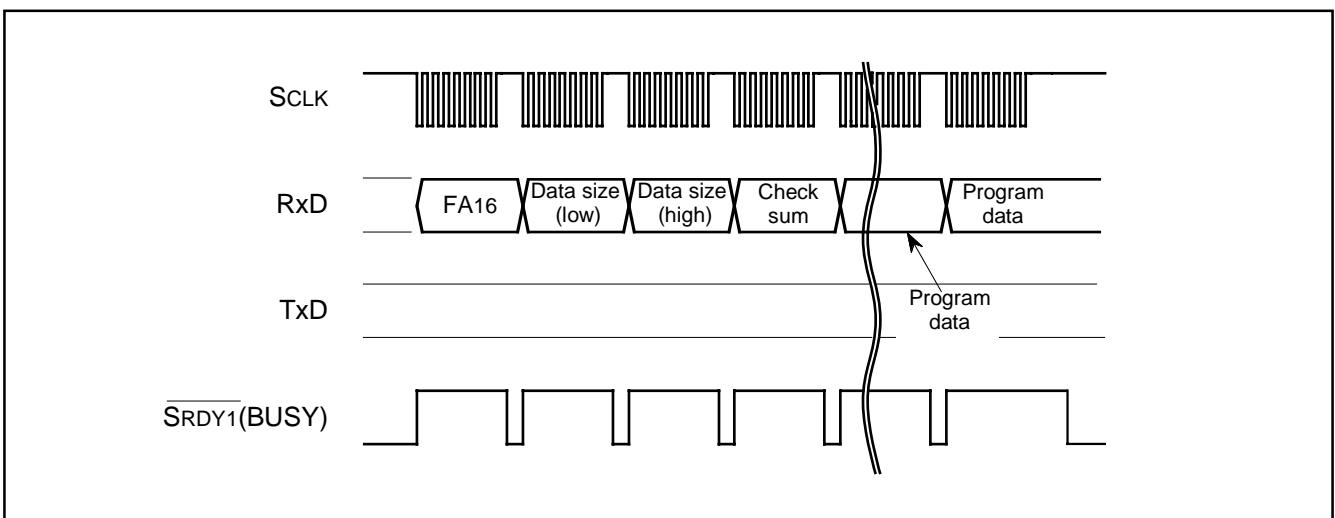 SCLK
RxD
FA16
Data size
(low)
Data size
(high)
Check
sum
Program
data
TxD
Program
data
SRDY1(BUSY)